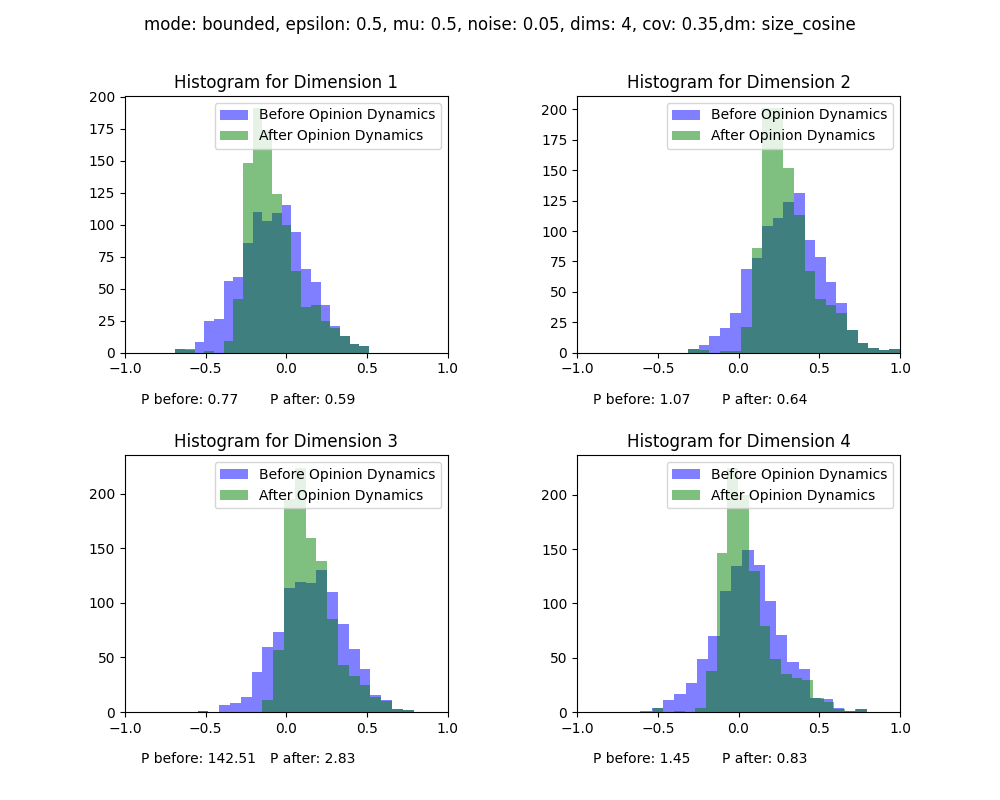 mode: bounded, epsilon: 0.5, mu: 0.5, noise: 0.05, dims: 4, cov: 0.35,dm: size_cosine
Histogram for Dimension 1
Before Opinion Dynamics
After Opinion Dynamics
200
175
150
125
100
75
50
25
0
−1.0 −0.5 0.0 0.5 1.0
P before: 0.77 P after: 0.59
Histogram for Dimension 2
Before Opinion Dynamics
After Opinion Dynamics
200
175
150
125
100
75
50
25
0
−1.0 −0.5 0.0 0.5 1.0
P before: 1.07 P after: 0.64
Histogram for Dimension 3
Before Opinion Dynamics
After Opinion Dynamics
200
150
100
50
0
−1.0 −0.5 0.0 0.5 1.0
P before: 142.51 P after: 2.83
Histogram for Dimension 4
Before Opinion Dynamics
After Opinion Dynamics
200
150
100
50
0
−1.0 −0.5 0.0 0.5 1.0
P before: 1.45 P after: 0.83